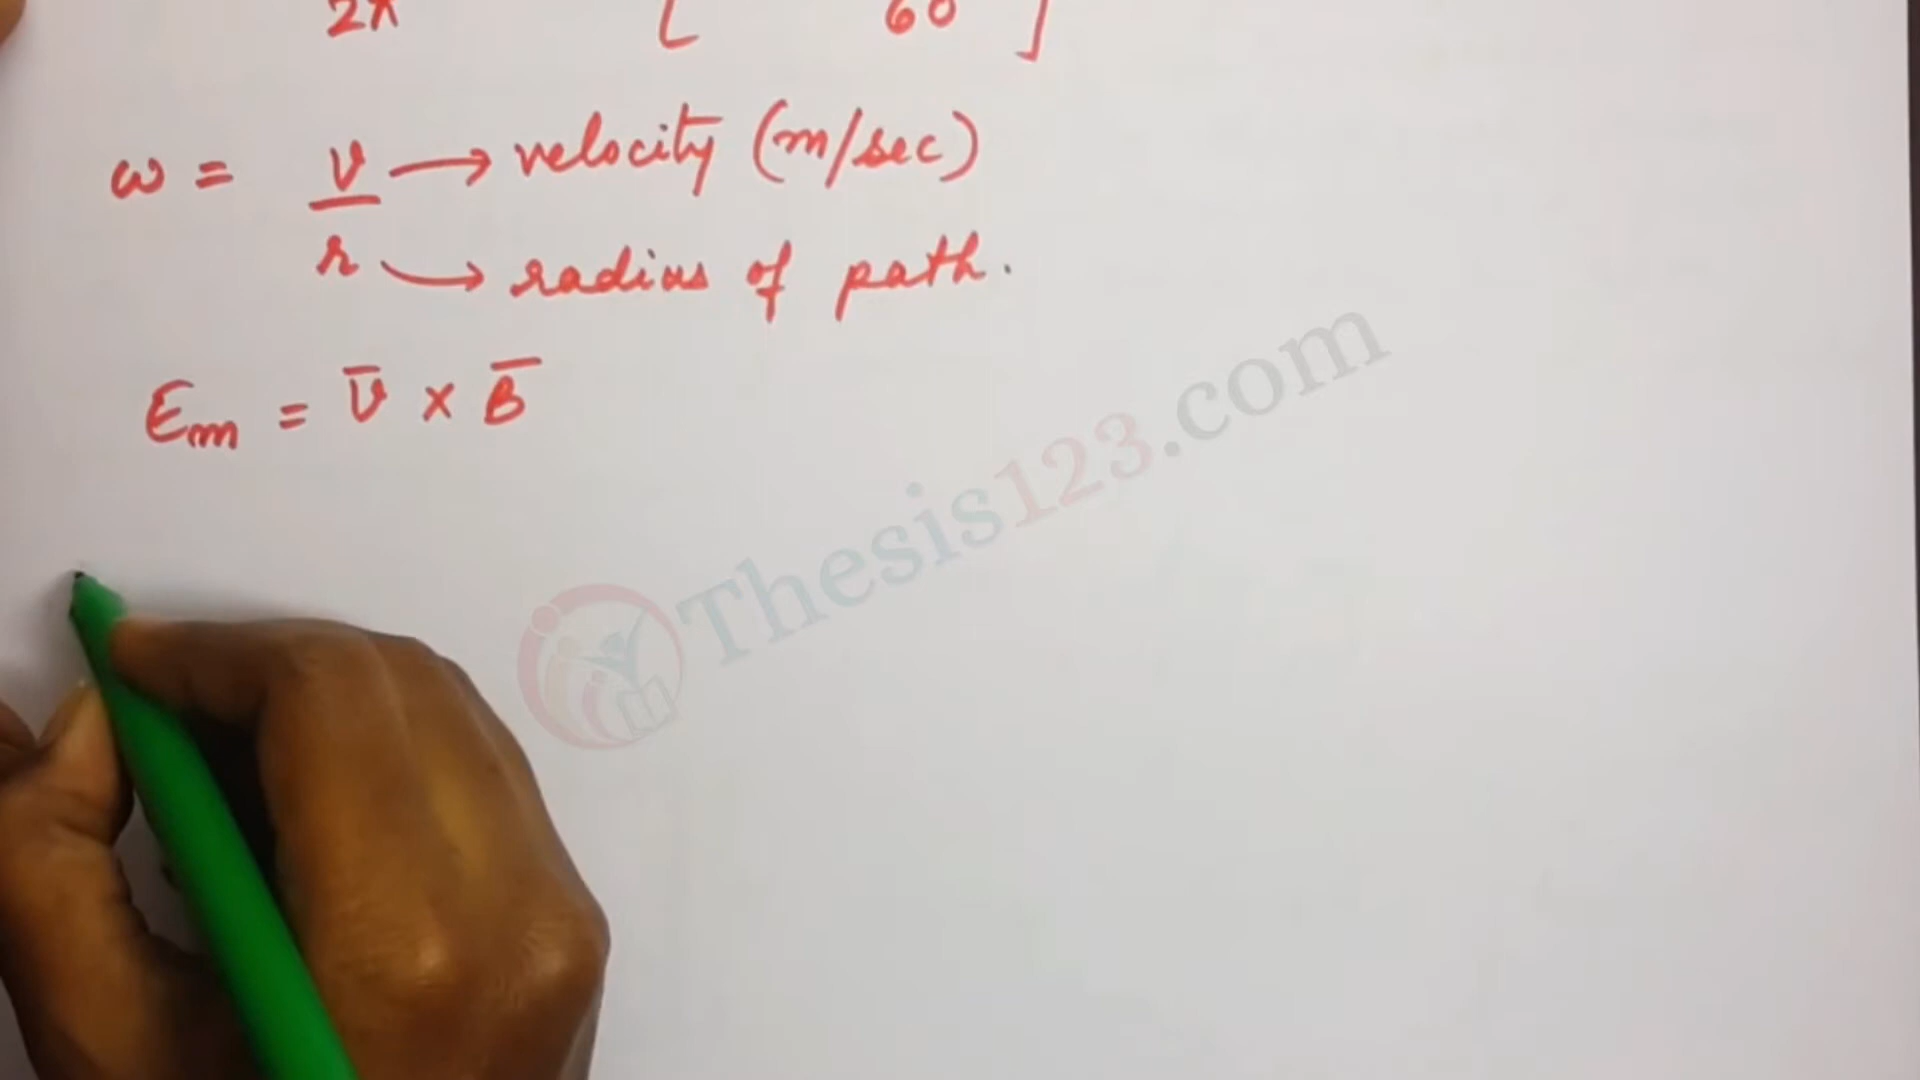 2π [ 60 ]
ω = v → velocity (m/sec)
r → radius of path.
Em = v̅ × B̅
Thesis123.com